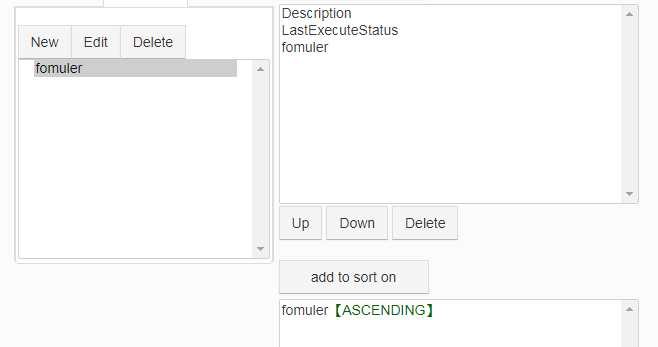 New Edit Delete
fomuler
Description
LastExecuteStatus
fomuler
Up Down Delete
add to sort on
fomuler【ASCENDING】